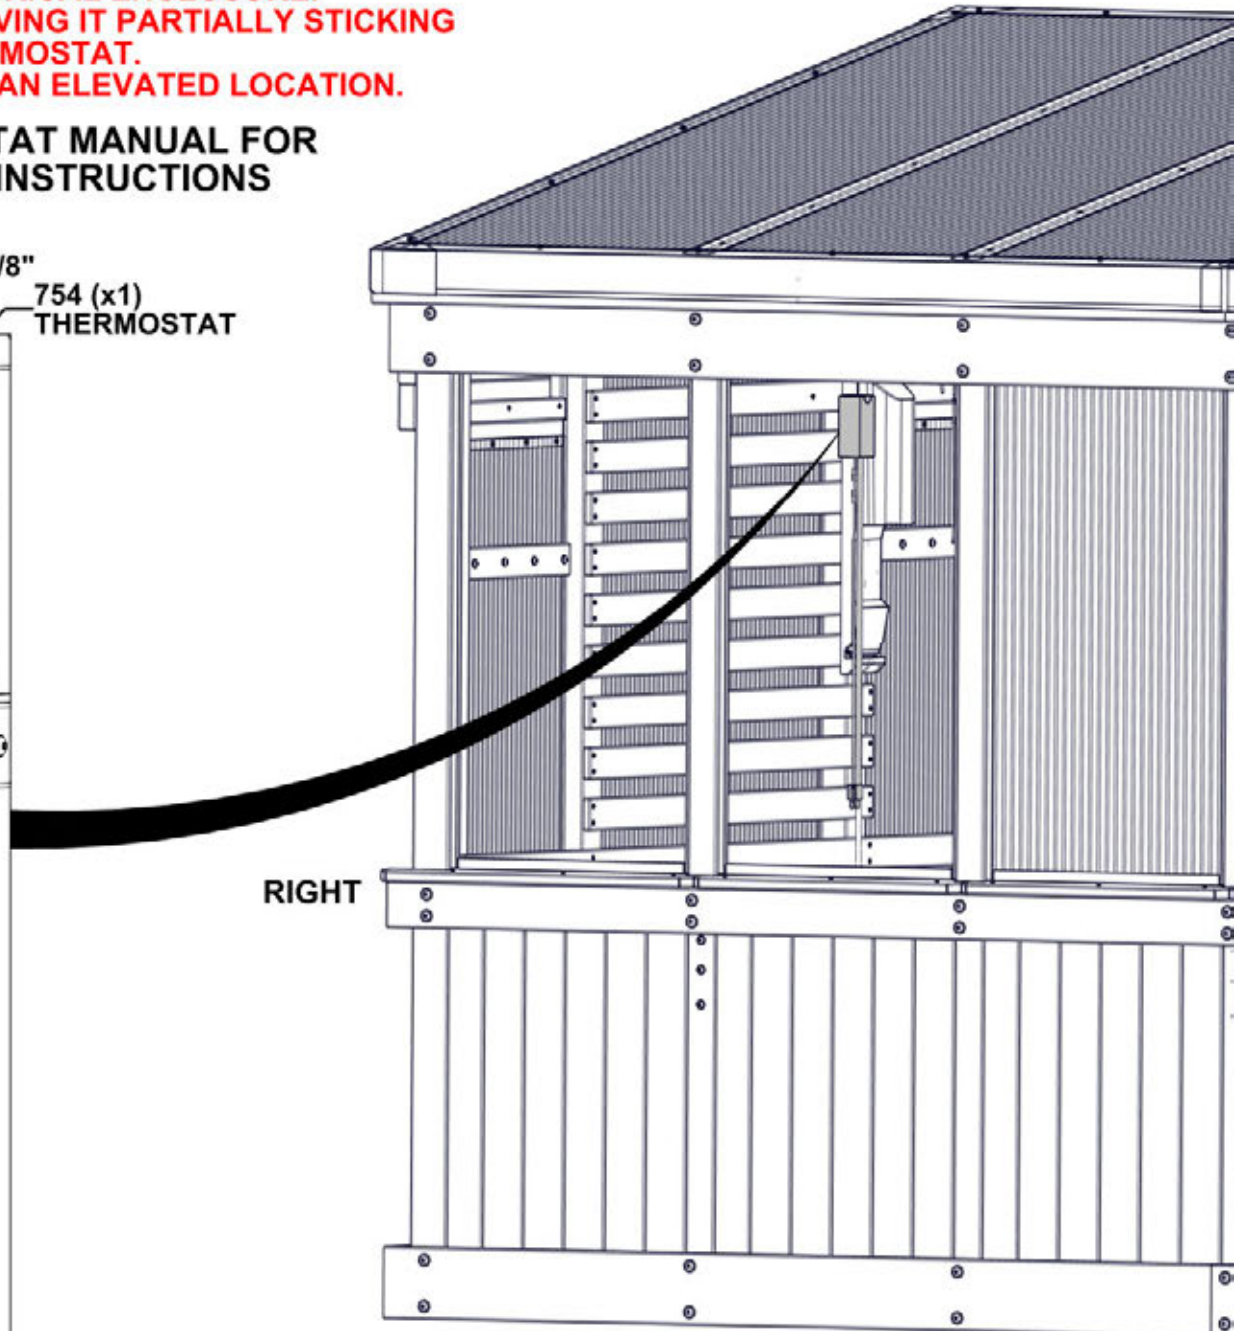 VING IT PARTIALLY STICKING
MOSTAT.
AN ELEVATED LOCATION.
TAT MANUAL FOR
INSTRUCTIONS
/8"
754 (x1)
THERMOSTAT
RIGHT